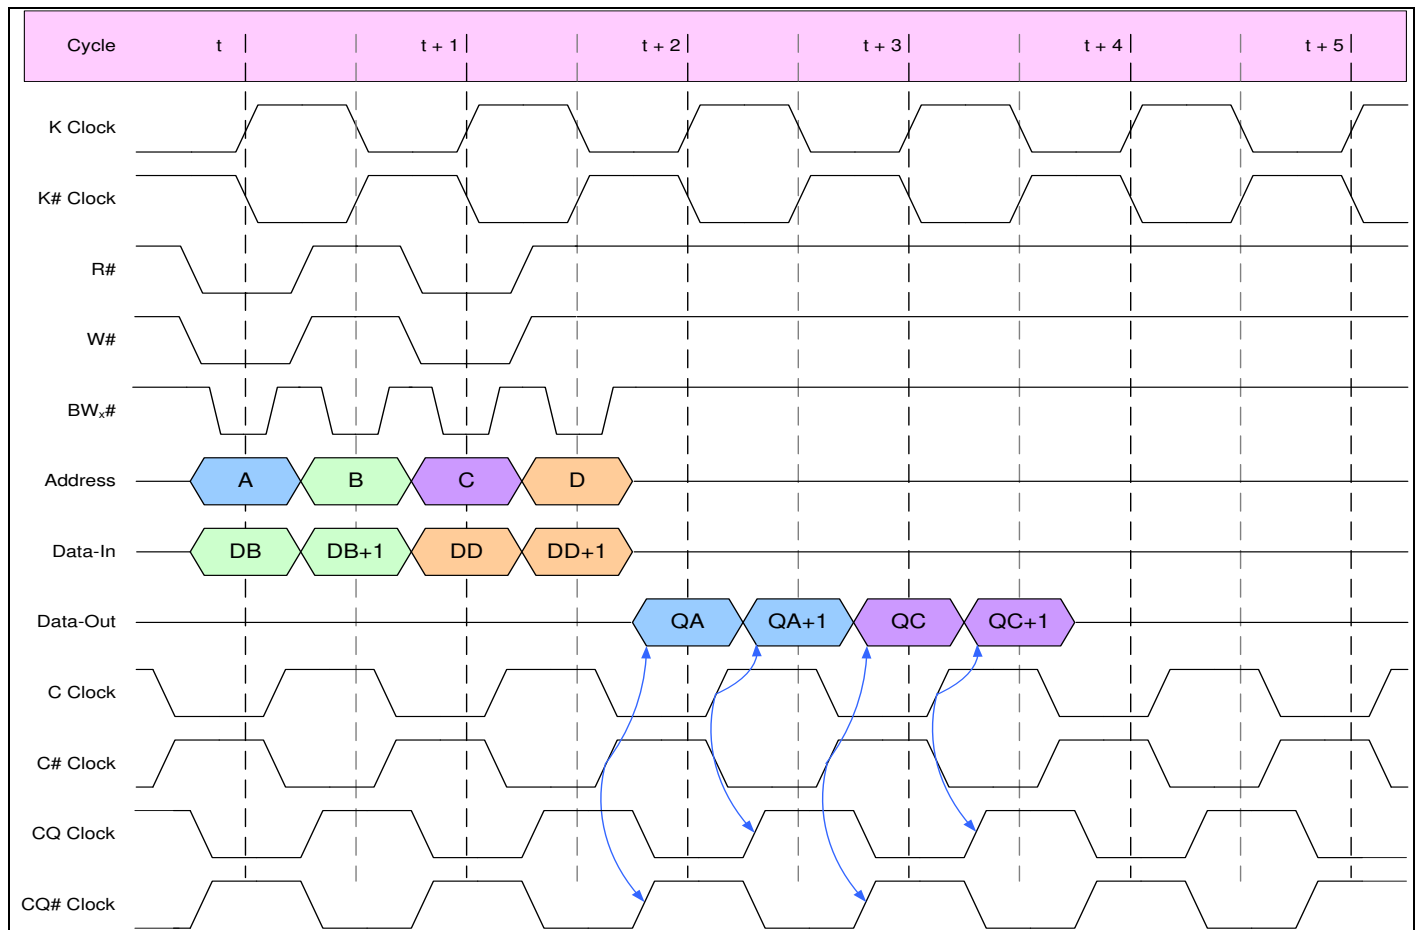 Cycle t t + 1 t + 2 t + 3 t + 4 t + 5
K Clock
K# Clock
R#
W#
BWx#
Address A B C D
Data-In DB DB+1 DD DD+1
Data-Out QA QA+1 QC QC+1
C Clock
C# Clock
CQ Clock
CQ# Clock